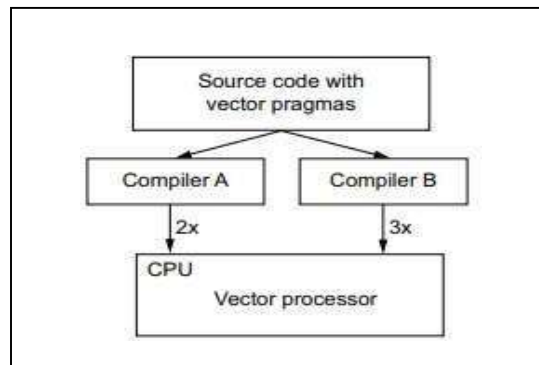 Source code with
vector pragmas
Compiler A
Compiler B
2x
3x
CPU
Vector processor